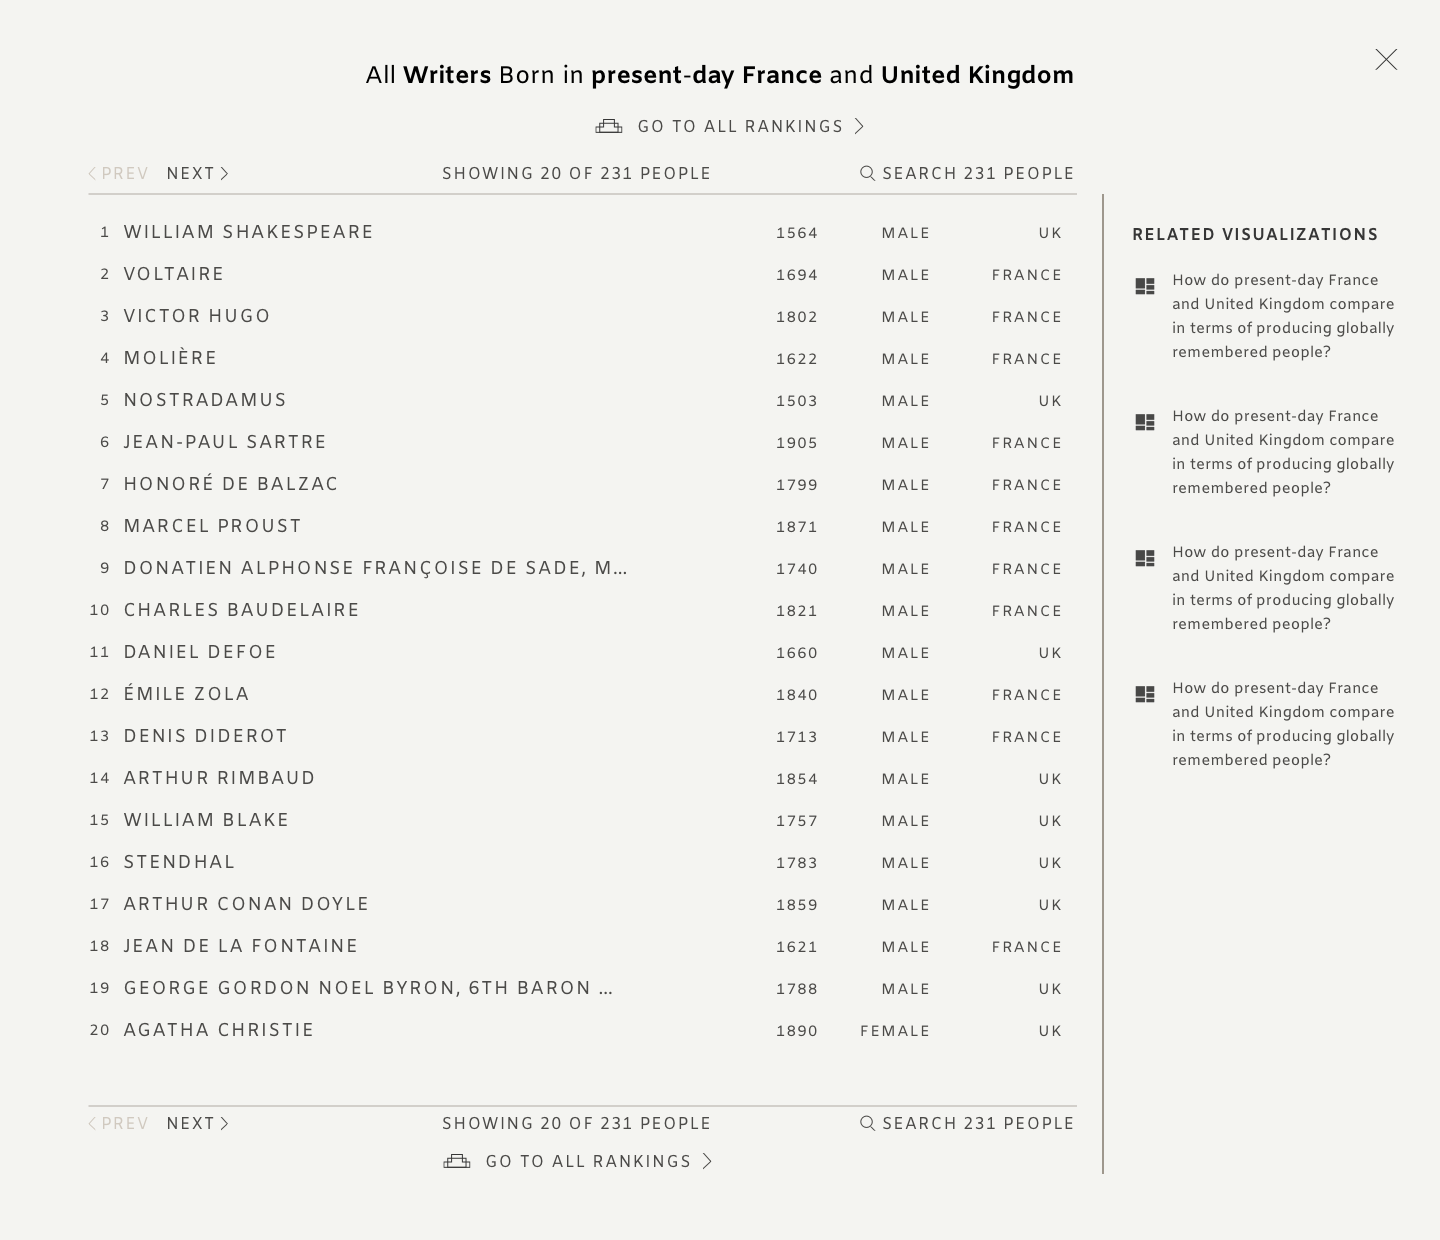 All Writers Born in present-day France and United Kingdom
GO TO ALL RANKINGS
PREV NEXT SHOWING 20 OF 231 PEOPLE SEARCH 231 PEOPLE
1 WILLIAM SHAKESPEARE 1564 MALE UK
2 VOLTAIRE 1694 MALE FRANCE
3 VICTOR HUGO 1802 MALE FRANCE
4 MOLIÈRE 1622 MALE FRANCE
5 NOSTRADAMUS 1503 MALE UK
6 JEAN-PAUL SARTRE 1905 MALE FRANCE
7 HONORÉ DE BALZAC 1799 MALE FRANCE
8 MARCEL PROUST 1871 MALE FRANCE
9 DONATIEN ALPHONSE FRANÇOISE DE SADE, M... 1740 MALE FRANCE
10 CHARLES BAUDELAIRE 1821 MALE FRANCE
11 DANIEL DEFOE 1660 MALE UK
12 ÉMILE ZOLA 1840 MALE FRANCE
13 DENIS DIDEROT 1713 MALE FRANCE
14 ARTHUR RIMBAUD 1854 MALE UK
15 WILLIAM BLAKE 1757 MALE UK
16 STENDHAL 1783 MALE UK
17 ARTHUR CONAN DOYLE 1859 MALE UK
18 JEAN DE LA FONTAINE 1621 MALE FRANCE
19 GEORGE GORDON NOEL BYRON, 6TH BARON ... 1788 MALE UK
20 AGATHA CHRISTIE 1890 FEMALE UK
PREV NEXT SHOWING 20 OF 231 PEOPLE SEARCH 231 PEOPLE
GO TO ALL RANKINGS
RELATED VISUALIZATIONS
How do present-day France
and United Kingdom compare
in terms of producing globally
remembered people?
How do present-day France
and United Kingdom compare
in terms of producing globally
remembered people?
How do present-day France
and United Kingdom compare
in terms of producing globally
remembered people?
How do present-day France
and United Kingdom compare
in terms of producing globally
remembered people?